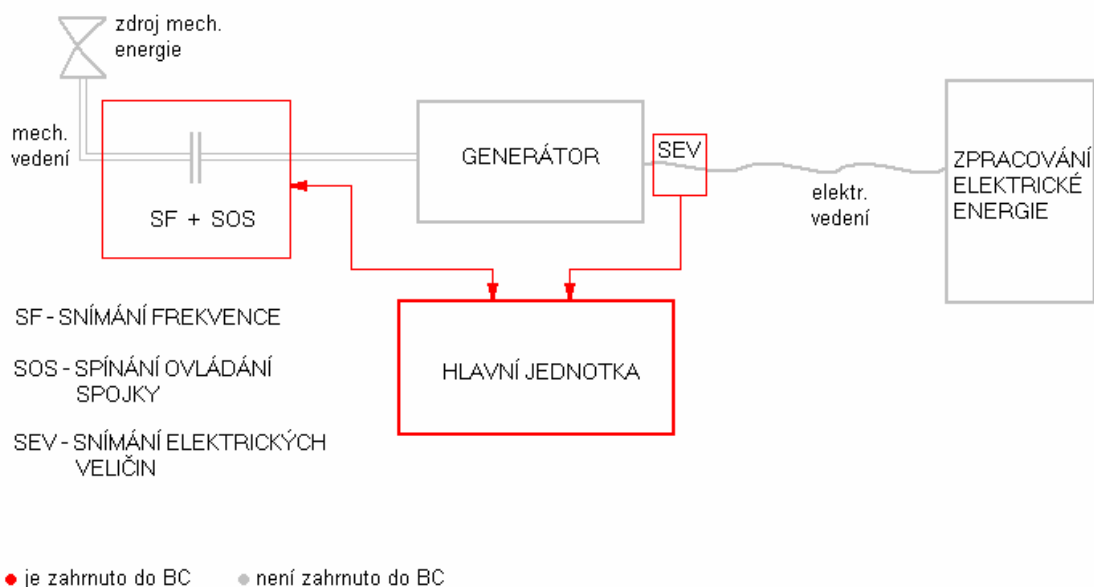 zdroj mech.
energie
mech.
vedení
SF + SOS
GENERÁTOR
SEV
elektr.
vedení
ZPRACOVÁNÍ
ELEKTRICKÉ
ENERGIE
HLAVNÍ JEDNOTKA
SF - SNÍMÁNÍ FREKVENCE
SOS - SPÍNÁNÍ OVLÁDÁNÍ
SPOJKY
SEV - SNÍMÁNÍ ELEKTRICKÝCH
VELIČIN
je zahrnuto do BC
není zahrnuto do BC